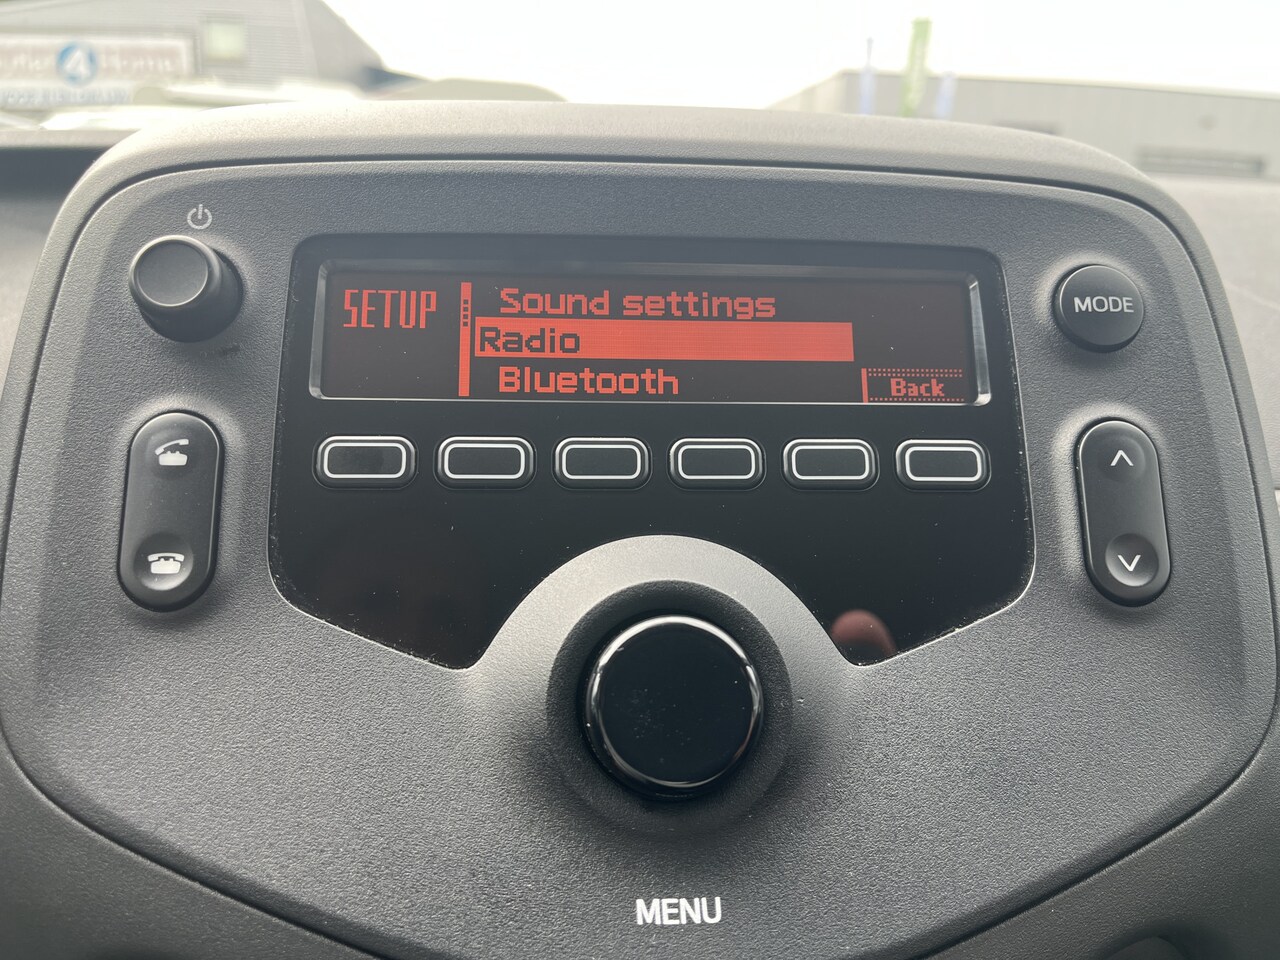 SETUP
Sound settings
Radio
Bluetooth
Back
MODE
MENU